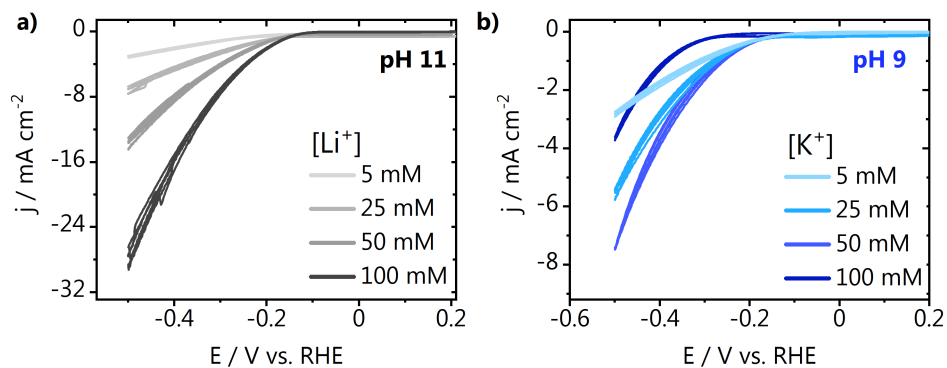 a)
0
-8
-16
-24
-32
j / mA cm⁻²
pH 11
[Li⁺]
5 mM
25 mM
50 mM
100 mM
-0.4
-0.2
0
0.2
E / V vs. RHE
b)
0
-2
-4
-6
-8
j / mA cm⁻²
pH 9
[K⁺]
5 mM
25 mM
50 mM
100 mM
-0.6
-0.4
-0.2
0
0.2
E / V vs. RHE